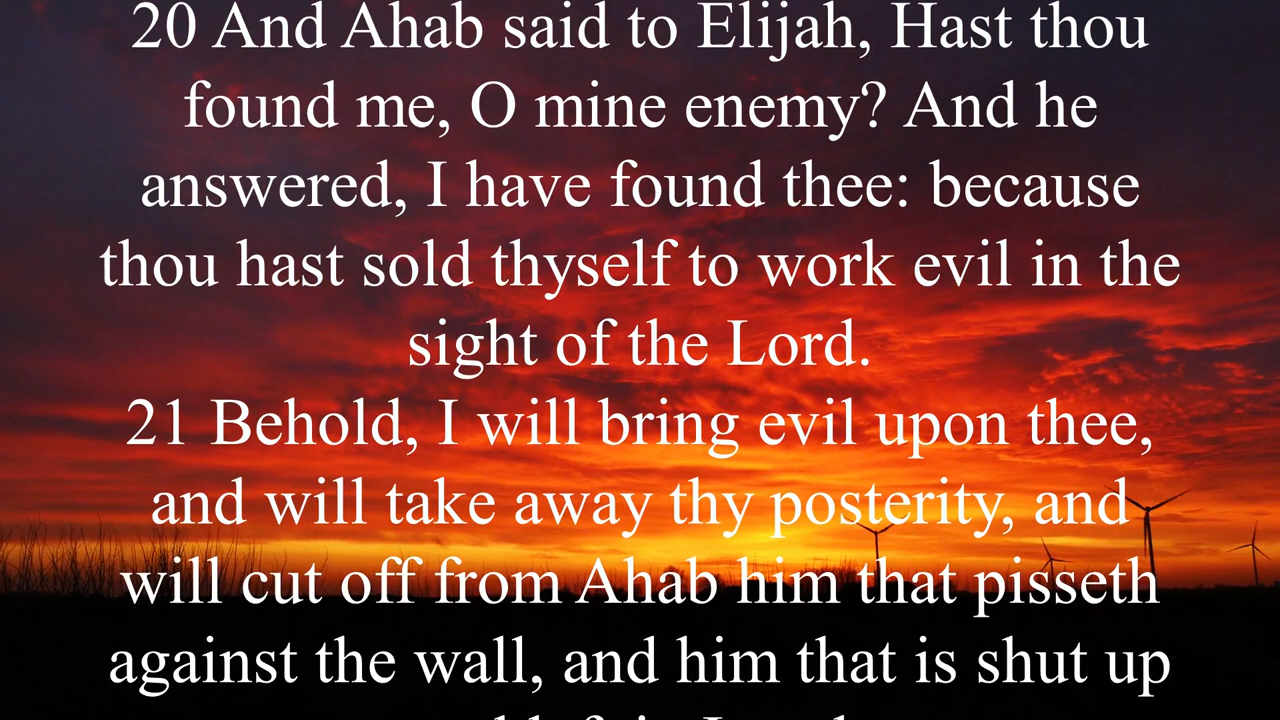 20 And Ahab said to Elijah, Hast thou
found me, O mine enemy? And he
answered, I have found thee: because
thou hast sold thyself to work evil in the
sight of the Lord.
21 Behold, I will bring evil upon thee,
and will take away thy posterity, and
will cut off from Ahab him that pisseth
against the wall, and him that is shut up